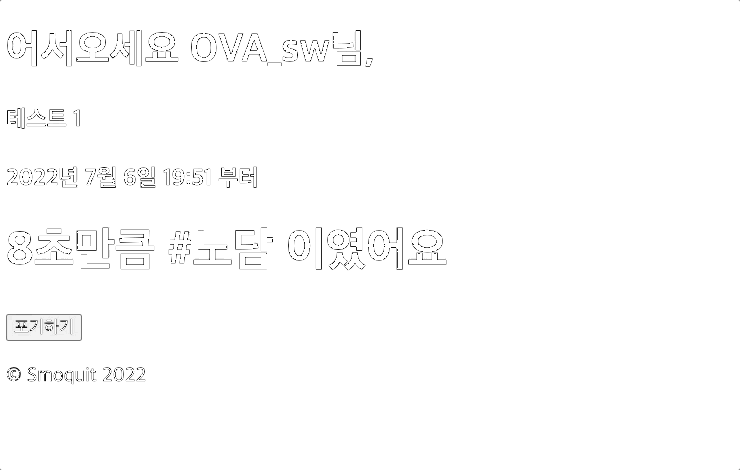 어서오세요 OVA_sw님,
테스트 1
2022년 7월 6일 19:51 부터
8초만큼 #노담 이였어요
포기하기
© Smoquit 2022